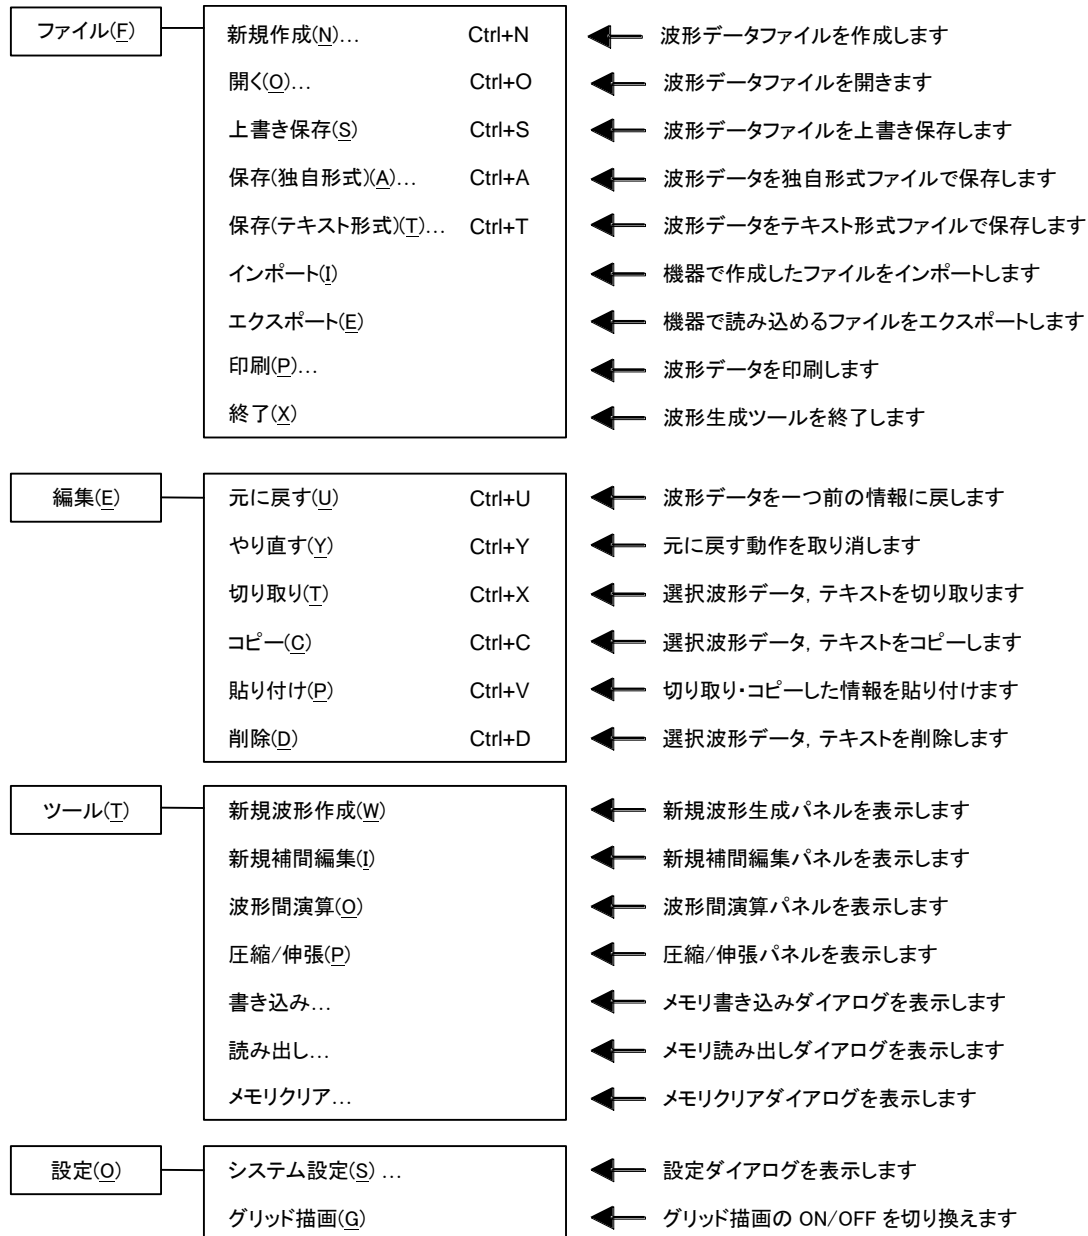 ファイル(F) 新規作成(N)… Ctrl+N 波形データファイルを作成します
開く(O)… Ctrl+O 波形データファイルを開きます
上書き保存(S) Ctrl+S 波形データファイルを上書き保存します
保存(独自形式)(A)… Ctrl+A 波形データを独自形式ファイルで保存します
保存(テキスト形式)(T)… Ctrl+T 波形データをテキスト形式ファイルで保存します
インポート(I) 機器で作成したファイルをインポートします
エクスポート(E) 機器で読み込めるファイルをエクスポートします
印刷(P)… 波形データを印刷します
終了(X) 波形生成ツールを終了します
編集(E) 元に戻す(U) Ctrl+U 波形データを一つ前の情報に戻します
やり直す(Y) Ctrl+Y 元に戻す動作を取り消します
切り取り(T) Ctrl+X 選択波形データ, テキストを切り取ります
コピー(C) Ctrl+C 選択波形データ, テキストをコピーします
貼り付け(P) Ctrl+V 切り取り・コピーした情報を貼り付けます
削除(D) Ctrl+D 選択波形データ, テキストを削除します
ツール(T) 新規波形作成(W) 新規波形生成パネルを表示します
新規補間編集(I) 新規補間編集パネルを表示します
波形間演算(O) 波形間演算パネルを表示します
圧縮/伸張(P) 圧縮/伸張パネルを表示します
書き込み… メモリ書き込みダイアログを表示します
読み出し… メモリ読み出しダイアログを表示します
メモリクリア… メモリクリアダイアログを表示します
設定(O) システム設定(S) … 設定ダイアログを表示します
グリッド描画(G) グリッド描画の ON/OFF を切り換えます